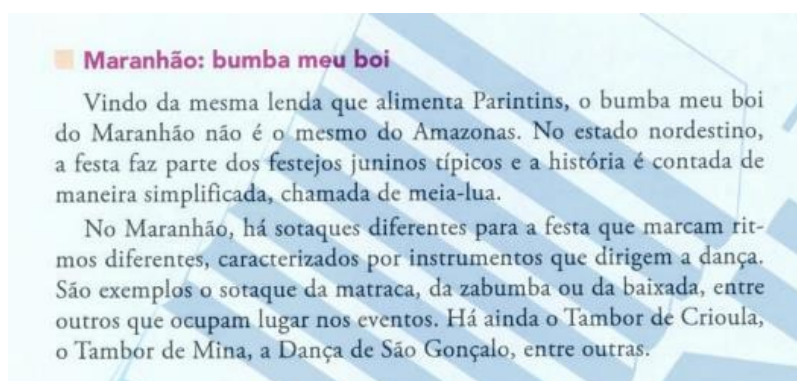 Maranhão: bumba meu boi
Vindo da mesma lenda que alimenta Parintins, o bumba meu boi
do Maranhão não é o mesmo do Amazonas. No estado nordestino,
a festa faz parte dos festejos juninos típicos e a história é contada de
maneira simplificada, chamada de meia-lua.
No Maranhão, há sotaques diferentes para a festa que marcam rit-
mos diferentes, caracterizados por instrumentos que dirigem a dança.
São exemplos o sotaque da matraca, da zabumba ou da baixada, entre
outros que ocupam lugar nos eventos. Há ainda o Tambor de Crioula,
o Tambor de Mina, a Dança de São Gonçalo, entre outras.